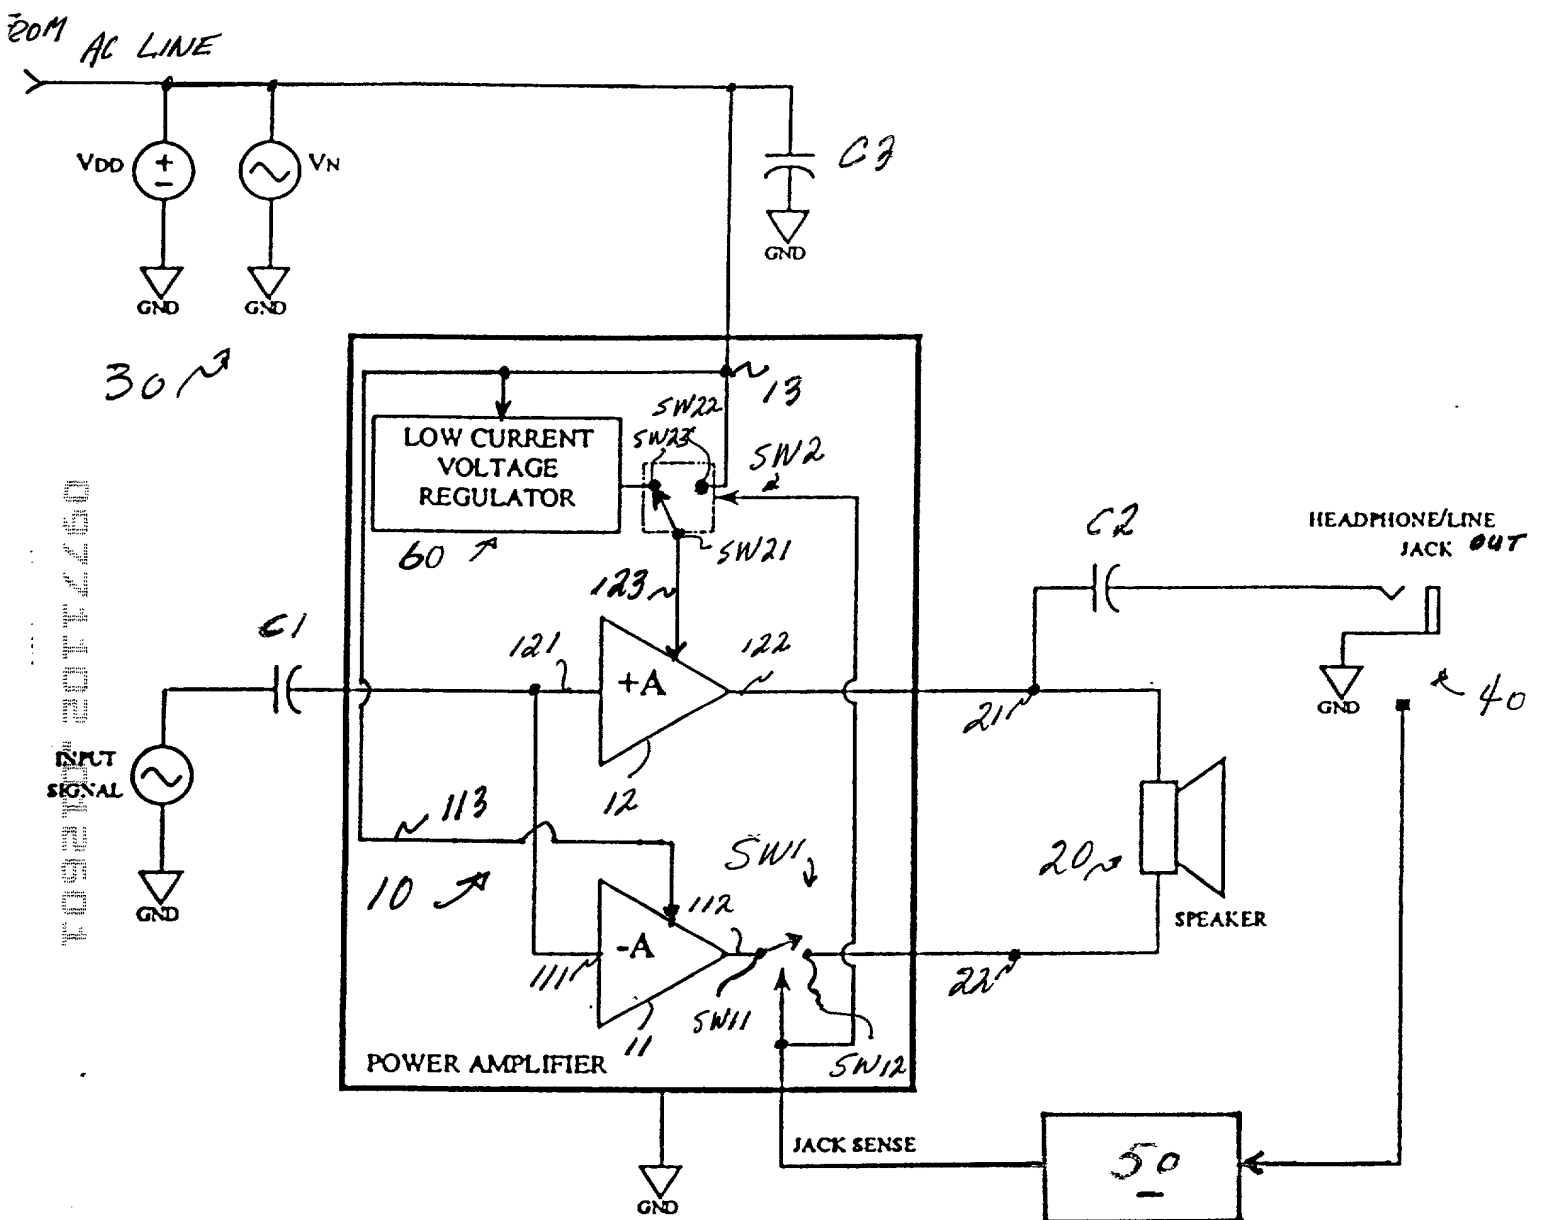 AC LINE
VDD
VN
C3
GND
GND
GND
30
13
SW22
SW23
SW2
LOW CURRENT
VOLTAGE
REGULATOR
60
SW21
123
C2
HEADPHONE/LINE
JACK OUT
C1
121
+A
122
21
GND
40
INPUT
SIGNAL
12
113
SW1
20
10
GND
112
SPEAKER
-A
111
22
SW11
11
SW12
POWER AMPLIFIER
JACK SENSE
50
GND